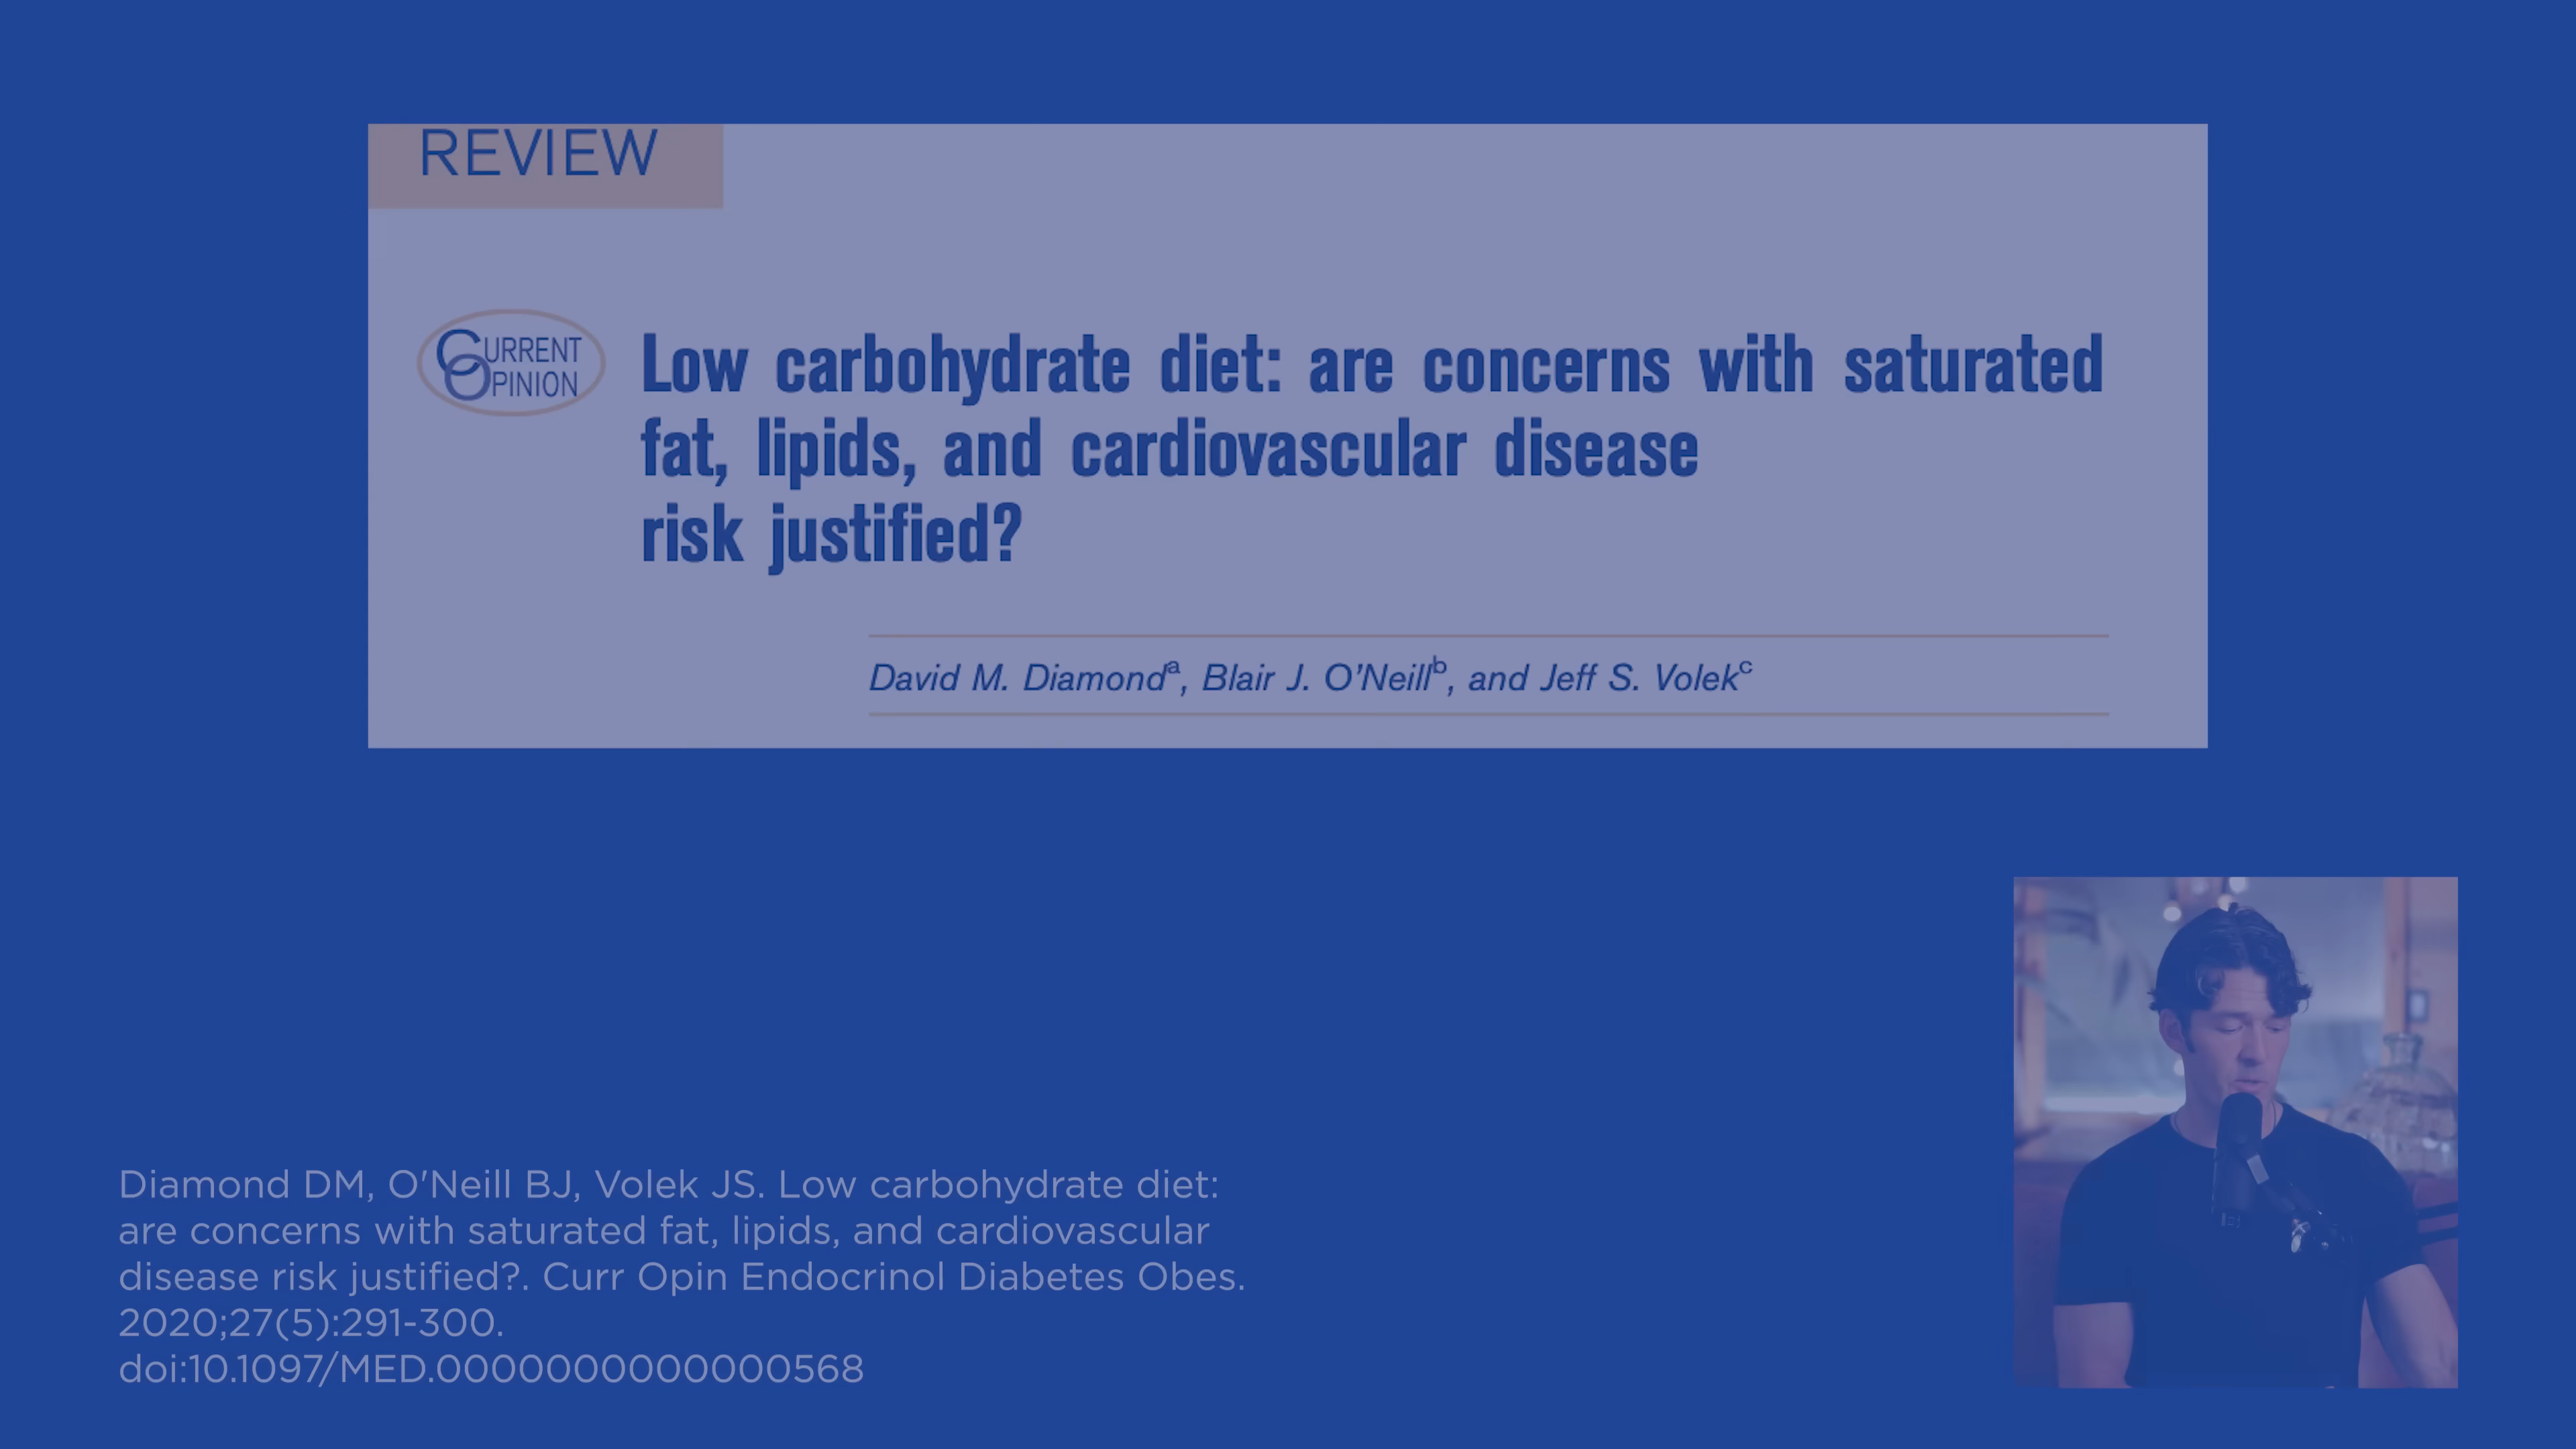 REVIEW
CURRENT
OPINION
Low carbohydrate diet: are concerns with saturated
fat, lipids, and cardiovascular disease
risk justified?
David M. Diamondᵃ, Blair J. O’Neillᵇ, and Jeff S. Volekᶜ
Diamond DM, O'Neill BJ, Volek JS. Low carbohydrate diet:
are concerns with saturated fat, lipids, and cardiovascular
disease risk justified?. Curr Opin Endocrinol Diabetes Obes.
2020;27(5):291-300.
doi:10.1097/MED.0000000000000568